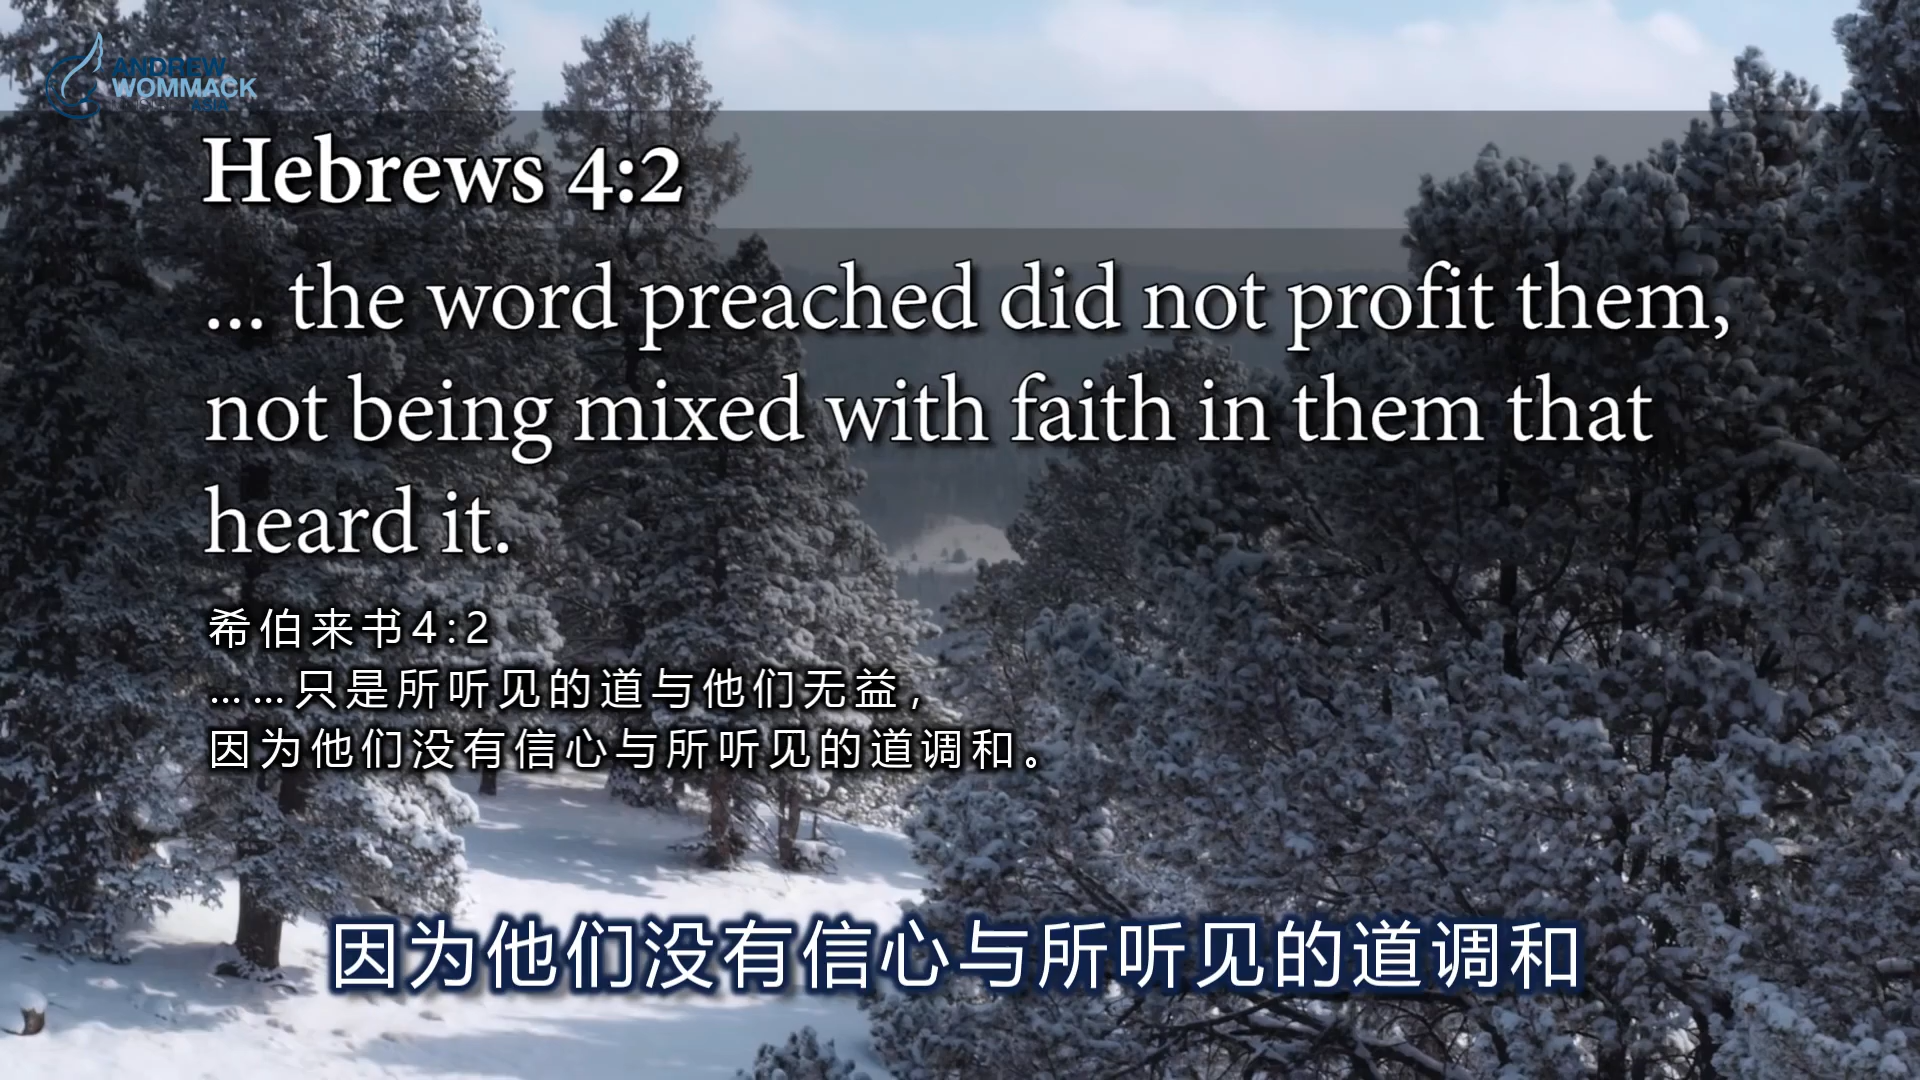 ANDREW
WOMMACK
ASIA
Hebrews 4:2
... the word preached did not profit them,
not being mixed with faith in them that
heard it.
希伯来书4:2
……只是所听见的道与他们无益,
因为他们没有信心与所听见的道调和。
因为他们没有信心与所听见的道调和